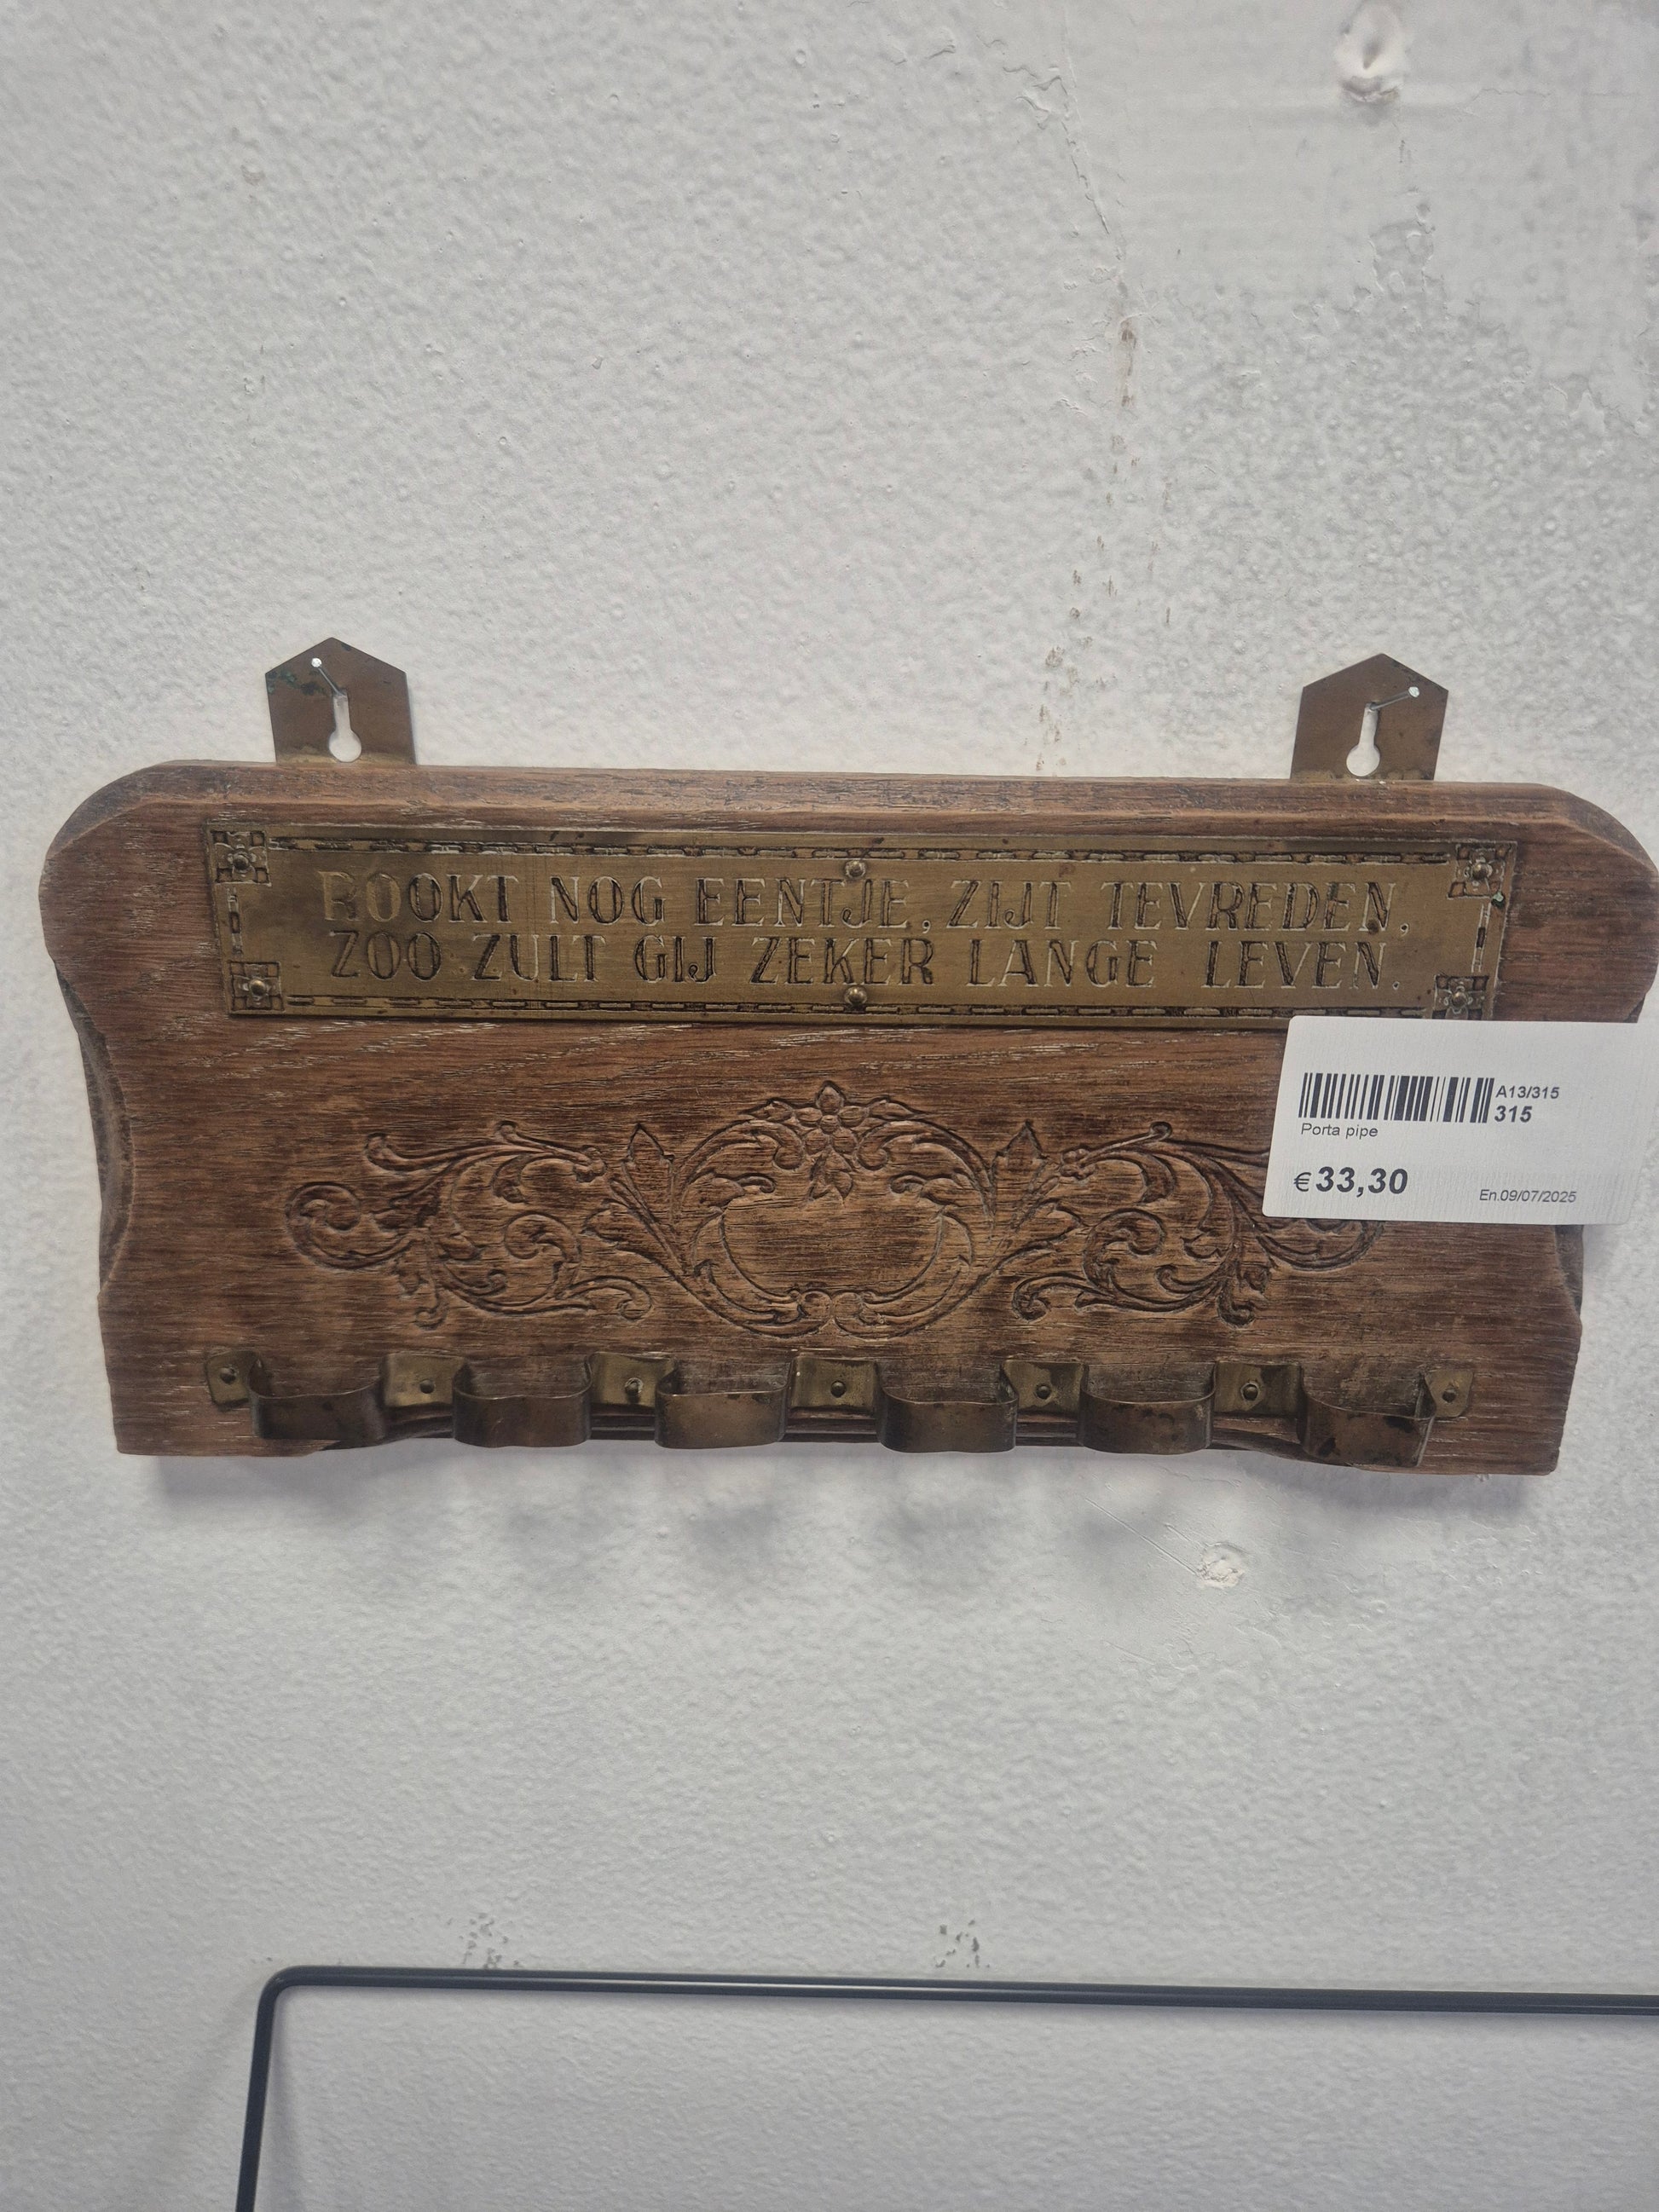 ROOKT NOG EENTJE, ZIJT TEVREDEN,
ZOO ZULT GIJ ZEKER LANGE LEVEN.
A13/315
315
Porta pipe
€33,30
En.09/07/2025